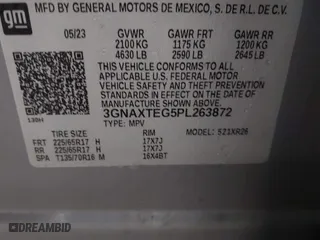 gm
MFD BY GENERAL MOTORS DE MEXICO, S. DE R.L. DE C.V.
05/23 GVWR GAWR FRT GAWR RR
2100 KG 1175 KG 1200 KG
4630 LB 2590 LB 2645 LB
THIS VEHICLE CONFORMS TO ALL
APPLICABLE U.S. FEDERAL MOTOR
VEHICLE SAFETY AND THEFT
PREVENTION STANDARDS IN EFFECT
ON THE DATE OF MANUFACTURE
SHOWN ABOVE.
3GNAXTEG5PL263872
TYPE: MPV MODEL:
TIRE SIZE RIM
FRT 225/65R17 H 17X7J
RR 225/65R17 H 17X7J
SPA T135/70R16 M 16X4BT